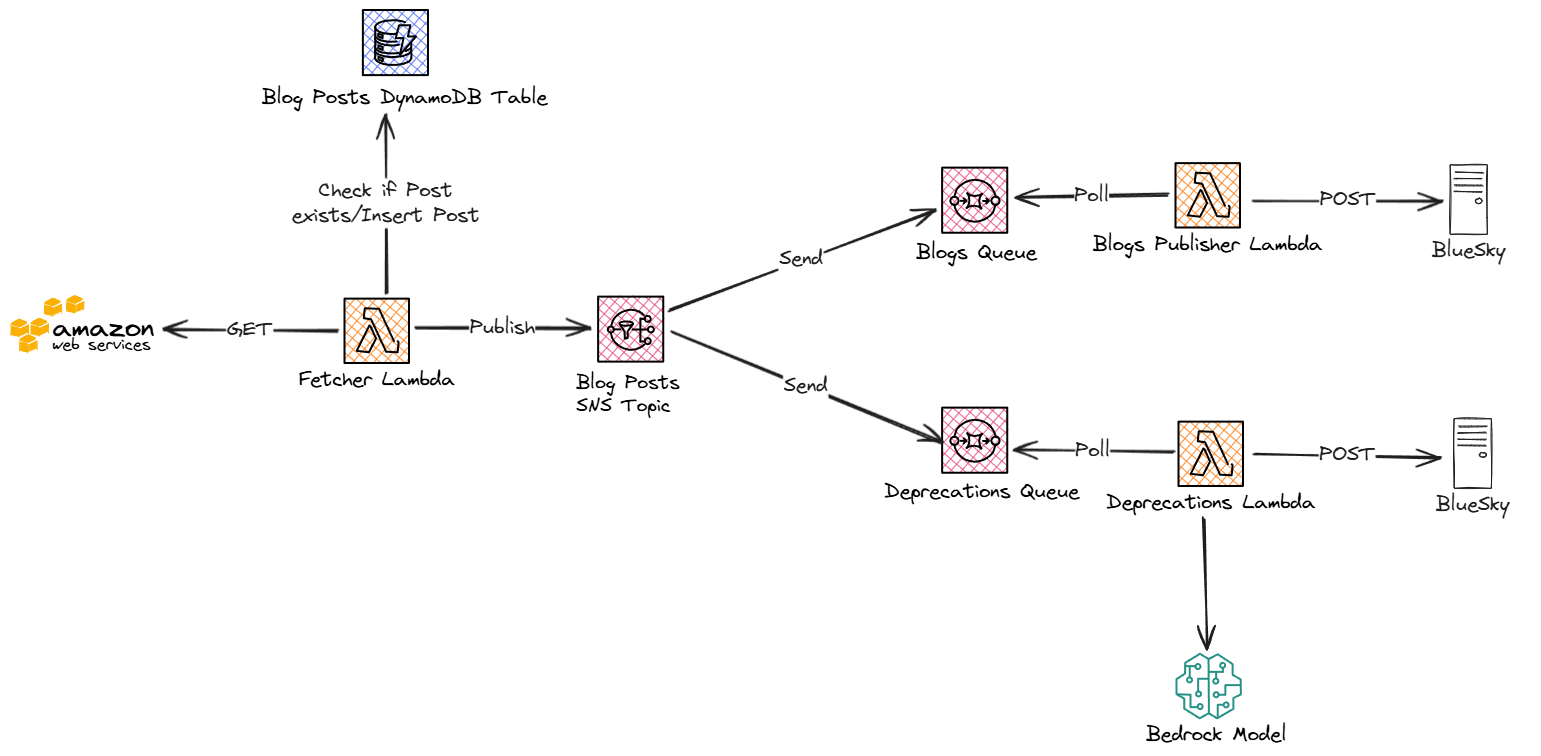 Blog Posts DynamoDB Table
Check if Post
exists/Insert Post
amazon
web services
GET
Fetcher Lambda
Publish
Blog Posts
SNS Topic
Send
Blogs Queue
Poll
Blogs Publisher Lambda
POST
BlueSky
Send
Deprecations Queue
Poll
Deprecations Lambda
POST
BlueSky
Bedrock Model